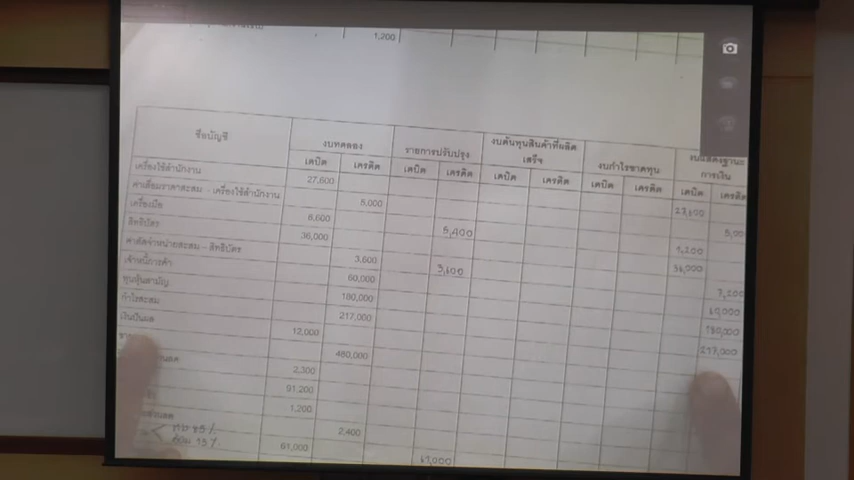 1,200
ชื่อบัญชี งบทดลอง รายการปรับปรุง งบต้นทุนสินค้าที่ผลิตเสร็จ งบกำไรขาดทุน งบแสดงฐานะการเงิน
เดบิต เครดิต เดบิต เครดิต เดบิต เครดิต เดบิต เครดิต เดบิต เครดิต
เครื่องใช้สำนักงาน 27,600 27,600
ค่าเสื่อมราคาสะสม - เครื่องใช้สำนักงาน 5,000 5,00
เครื่องมือ 6,600 5,400 1,200
สิทธิบัตร 36,000 36,000
ค่าตัดจำหน่ายสะสม - สิทธิบัตร 3,600 3,600 7,200
เจ้าหนี้การค้า 60,000 60,000
ทุนหุ้นสามัญ 180,000 180,000
กำไรสะสม 217,000 217,000
เงินปันผล 12,000
480,000
2,300
91,200
1,200
2,400
61,000 61,000